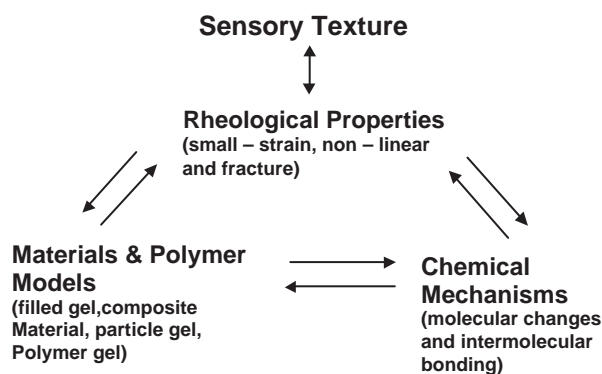 Sensory Texture
Rheological Properties
(small – strain, non – linear
and fracture)
Materials & Polymer
Models
(filled gel,composite
Material, particle gel,
Polymer gel)
Chemical
Mechanisms
(molecular changes
and intermolecular
bonding)